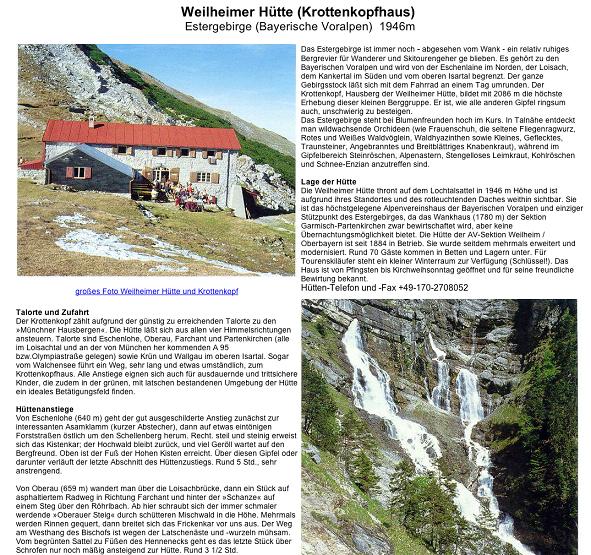 Weilheimer Hütte (Krottenkopfhaus)
Estergebirge (Bayerische Voralpen)  1946m
Das Estergebirge ist immer noch - abgesehen vom Wank - ein relativ ruhiges
Bergrevier für Wanderer und Skitourengeher ge blieben. Es gehört zu den
Bayerischen Voralpen und wird von der Eschenlaine im Norden, der Loisach,
dem Kankertal im Süden und vom oberen Isartal begrenzt. Der ganze
Gebirgsstock läßt sich mit dem Fahrrad an einem Tag umrunden. Der
Krottenkopf, Hausberg der Weilheimer Hütte, bildet mit 2086 m die höchste
Erhebung dieser kleinen Berggruppe. Er ist, wie alle anderen Gipfel ringsum
auch, unschwierig zu besteigen.
Das Estergebirge steht bei Blumenfreunden hoch im Kurs. In Talnähe entdeckt
man wildwachsende Orchideen (wie Frauenschuh, die seltene Fliegenragwurz,
Rotes und Weißes Waldvöglein, Waldhyazinthen sowie Kleines, Geflecktes,
Traunsteiner, Angebranntes und Breitblättriges Knabenkraut), während im
Gipfelbereich Steinröschen, Alpenastern, Stengelloses Leimkraut, Kohlröschen
und Schnee-Enzian anzutreffen sind.
Lage der Hütte
Die Weilheimer Hütte thront auf dem Lochtalsattel in 1946 m Höhe und ist
aufgrund ihres Standortes und des rotleuchtenden Daches weithin sichtbar. Sie
ist das höchstgelegene Alpenvereinshaus der Bayerischen Voralpen und einziger
Stützpunkt des Estergebirges, da das Wankhaus (1780 m) der Sektion
Garmisch-Partenkirchen zwar bewirtschaftet wird, aber keine
Übernachtungsmöglichkeit bietet. Die Hütte der AV-Sektion Weilheim /
Oberbayern ist seit 1884 in Betrieb. Sie wurde seitdem mehrmals erweitert und
modernisiert. Rund 70 Gäste kommen in Betten und Lagern unter. Für
Tourenskiläufer steht ein kleiner Winterraum zur Verfügung (Schlüssel!). Das
Haus ist von Pfingsten bis Kirchweihsonntag geöffnet und für seine freundliche
Bewirtung bekannt.
Hütten-Telefon und -Fax +49-170-2708052
großes Foto Weilheimer Hütte und Krottenkopf
Talorte und Zufahrt
Der Krottenkopf zählt aufgrund der günstig zu erreichenden Talorte zu den
»Münchner Hausbergen«. Die Hütte läßt sich aus allen vier Himmelsrichtungen
ansteuern. Talorte sind Eschenlohe, Oberau, Farchant und Partenkirchen (alle
im Loisachtal und an der von München her kommenden A 95
bzw.Olympiastraße gelegen) sowie Krün und Wallgau im oberen Isartal. Sogar
vom Walchensee führt ein Weg, sehr lang und etwas umständlich, zum
Krottenkopfhaus. Alle Anstiege eignen sich auch für ausdauernde und trittsichere
Kinder, die zudem in der grünen, mit latschen bestandenen Umgebung der Hütte
ein ideales Betätigungsfeld finden.
Hüttenanstiege
Von Eschenlohe (640 m) geht der gut ausgeschilderte Anstieg zunächst zur
interessanten Asamklamm (kurzer Abstecher), dann auf etwas eintönigen
Forststraßen östlich um den Schellenberg herum. Recht. steil und steinig erweist
sich das Kistenkar; der Hochwald bleibt zurück, und viel Geröll wartet auf den
Bergfreund. Oben ist der Fuß der Hohen Kisten erreicht. Über diesen Gipfel oder
darunter verläuft der letzte Abschnitt des Hüttenzustiegs. Rund 5 Std., sehr
anstrengend.
Von Oberau (659 m) wandert man über die Loisachbrücke, dann ein Stück auf
asphaltiertem Radweg in Richtung Farchant und hinter der »Schanze« auf
einem Steg über den Röhrlbach. Ab hier schraubt sich der immer schmaler
werdende »Oberauer Steig« durch schütteren Mischwald in die Höhe. Mehrmals
werden Rinnen gequert, dann breitet sich das Frickenkar vor uns aus. Der Weg
am Westhang des Bischofs ist wegen der Latschenäste und -wurzeln mühsam.
Vom begrünten Sattel zu Füßen des Hennenecks geht es das letzte Stück über
Schrofen nur noch mäßig ansteigend zur Hütte. Rund 3 1/2 Std.